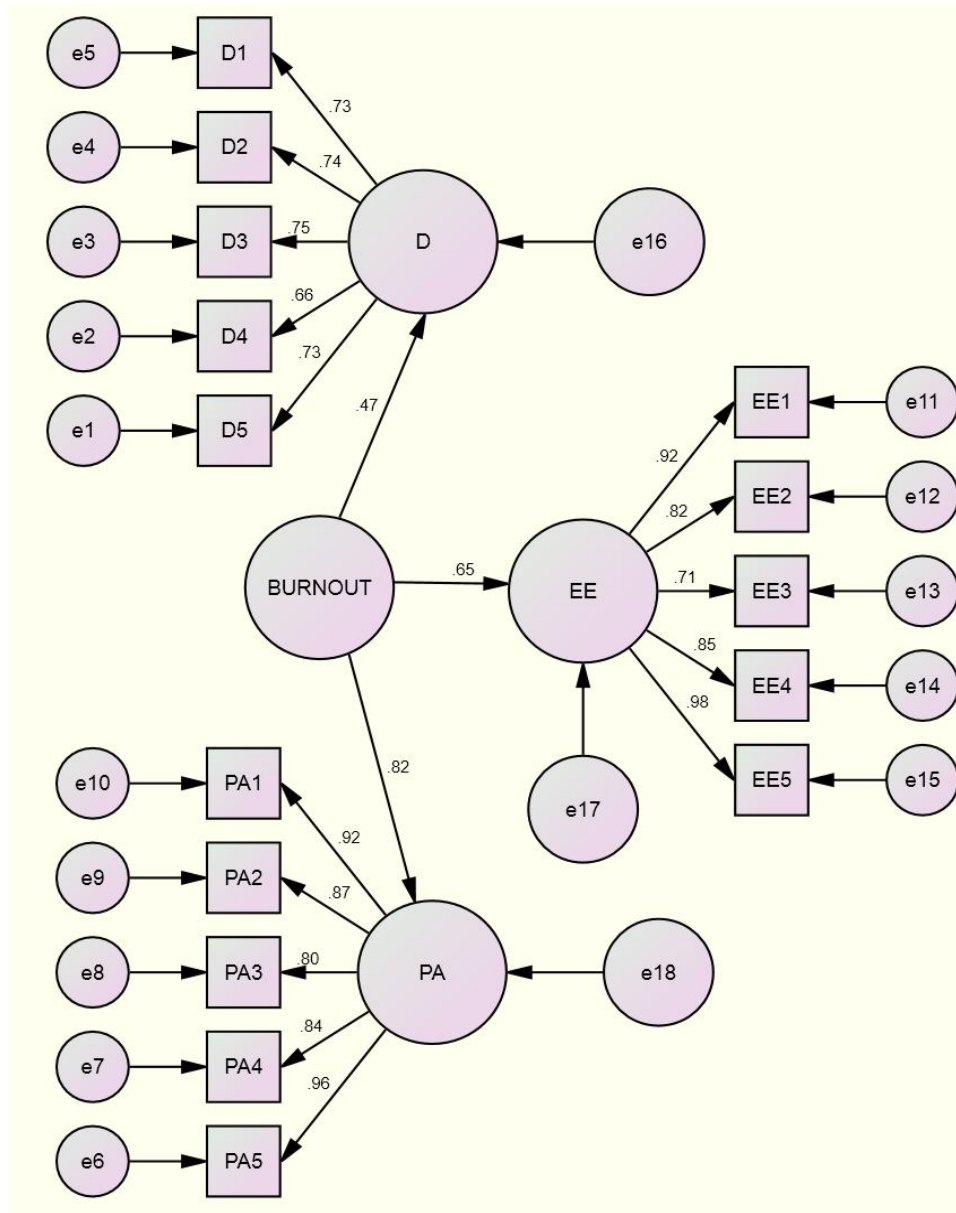 e5
D1
.73
e4
D2
.74
e3
D3
.75
D
e16
.66
e2
D4
.73
e1
D5
.47
EE1
e11
.92
EE2
e12
.82
BURNOUT
.65
EE
.71
EE3
e13
.85
EE4
e14
.98
EE5
e15
e17
.82
e10
PA1
.92
e9
PA2
.87
e8
PA3
.80
PA
e18
.84
e7
PA4
.96
e6
PA5